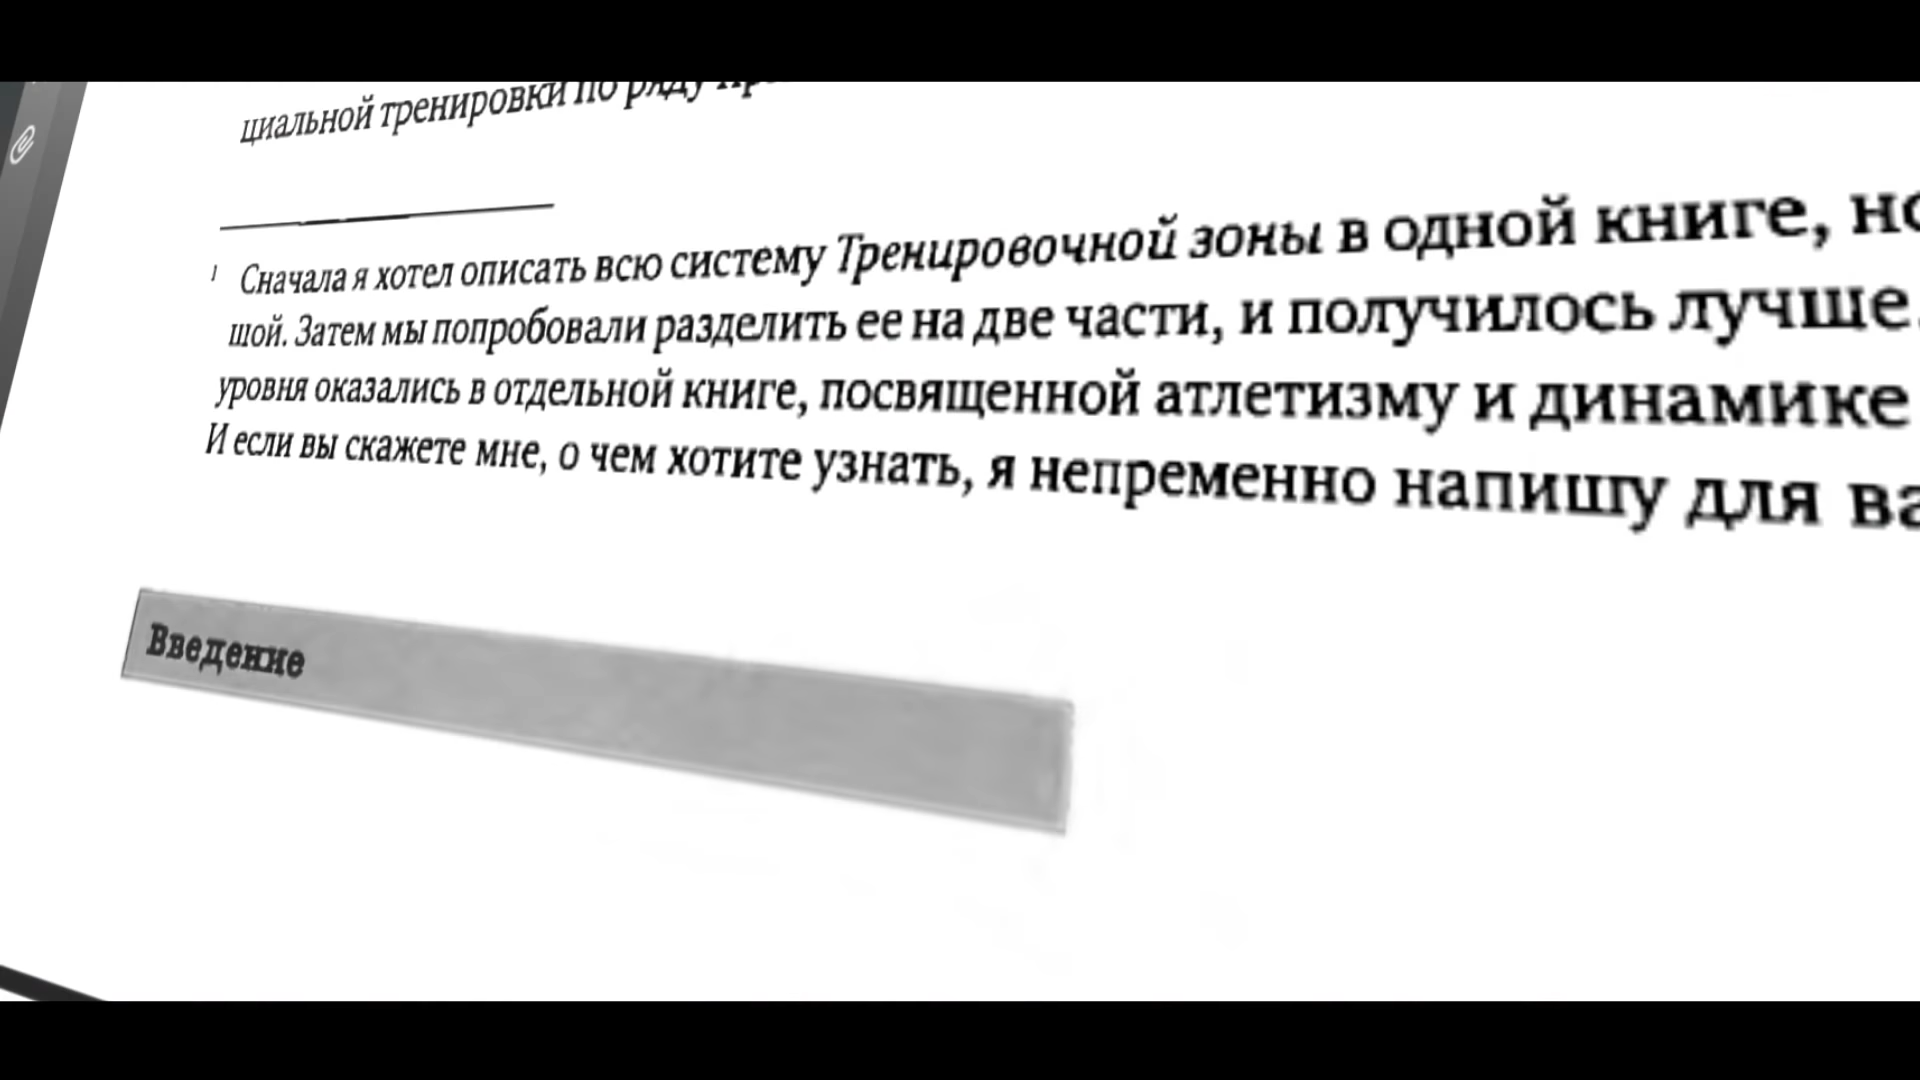 циальной тренировки по ряду
1 Сначала я хотел описать всю систему Тренировочной зоны в одной книге,
шой. Затем мы попробовали разделить ее на две части, и получилось лучше.
уровня оказались в отдельной книге, посвященной атлетизму и динамике
И если вы скажете мне, о чем хотите узнать, я непременно напишу для
Введение